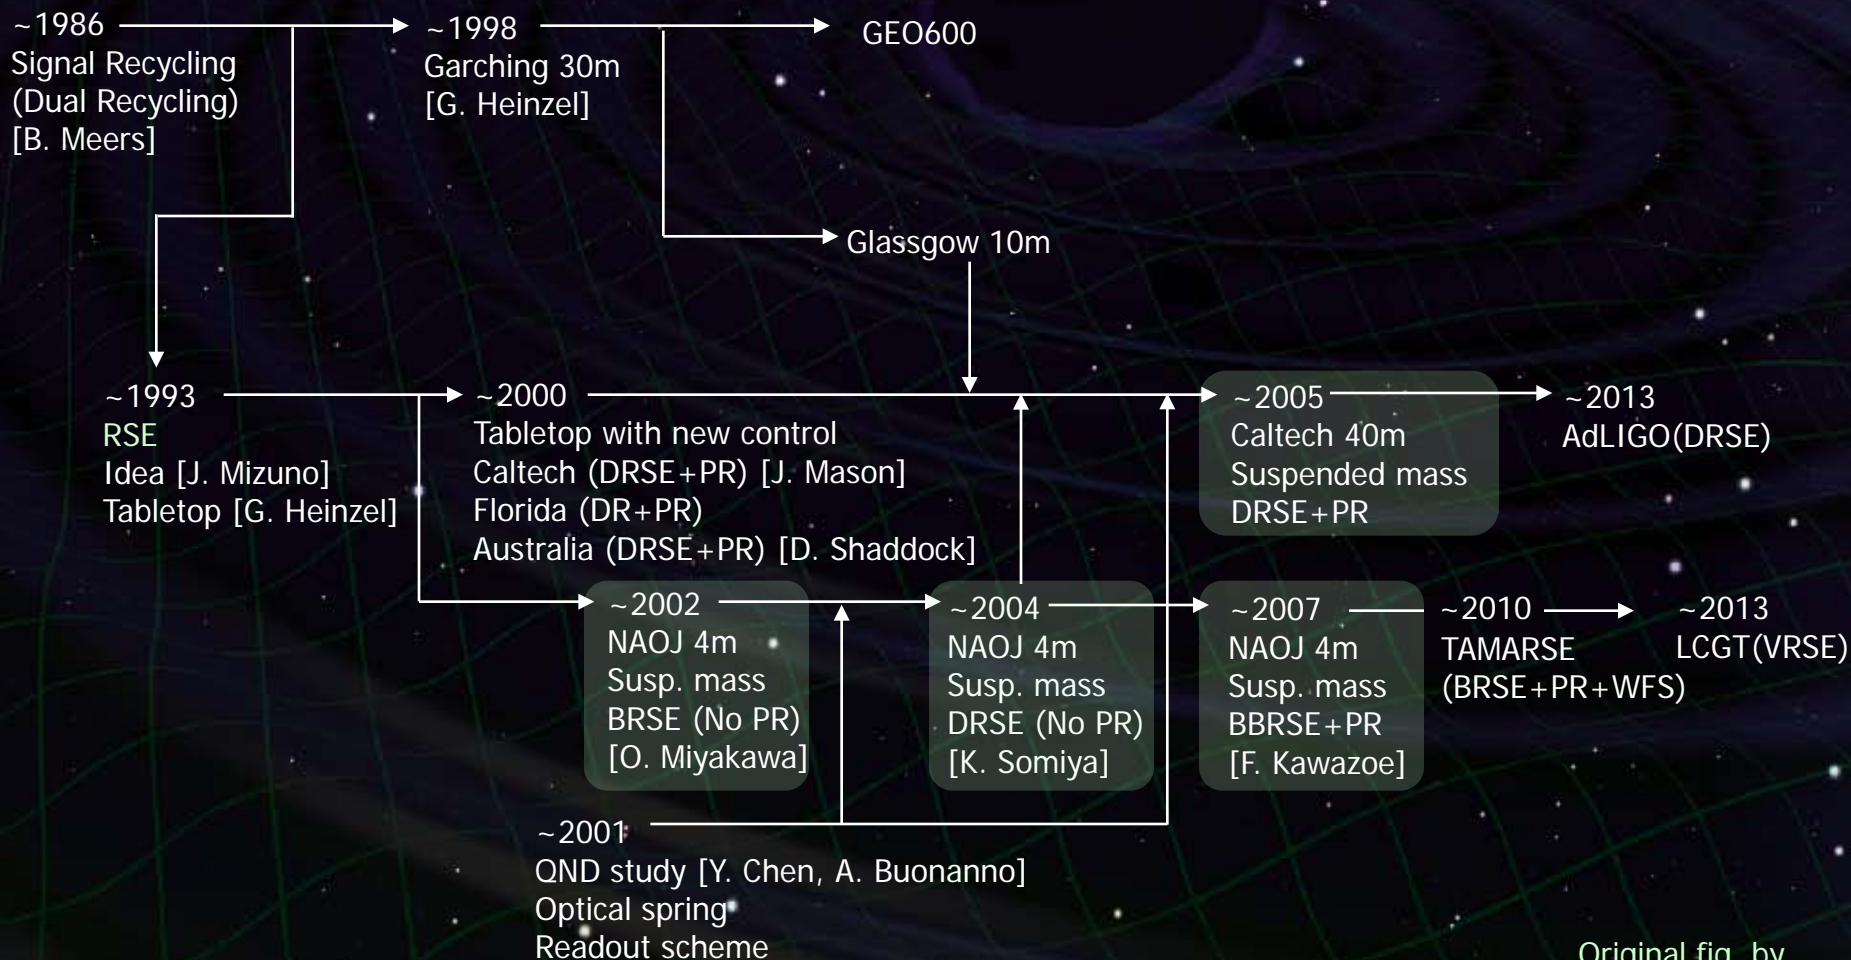 ~1986
Signal Recycling
(Dual Recycling)
[B. Meers]
~1998
Garching 30m
[G. Heinzel]
GEO600
Glassgow 10m
~1993
RSE
Idea [J. Mizuno]
Tabletop [G. Heinzel]
~2000
Tabletop with new control
Caltech (DRSE+PR) [J. Mason]
Florida (DR+PR)
Australia (DRSE+PR) [D. Shaddock]
~2005
Caltech 40m
Suspended mass
DRSE+PR
~2013
AdLIGO(DRSE)
~2002
NAOJ 4m
Susp. mass
BRSE (No PR)
[O. Miyakawa]
~2004
NAOJ 4m
Susp. mass
DRSE (No PR)
[K. Somiya]
~2007
NAOJ 4m
Susp. mass
BBRSE+PR
[F. Kawazoe]
~2010
TAMARSE
(BRSE+PR+WFS)
~2013
LCGT(VRSE)
~2001
QND study [Y. Chen, A. Buonanno]
Optical spring
Readout scheme
Original fig. by